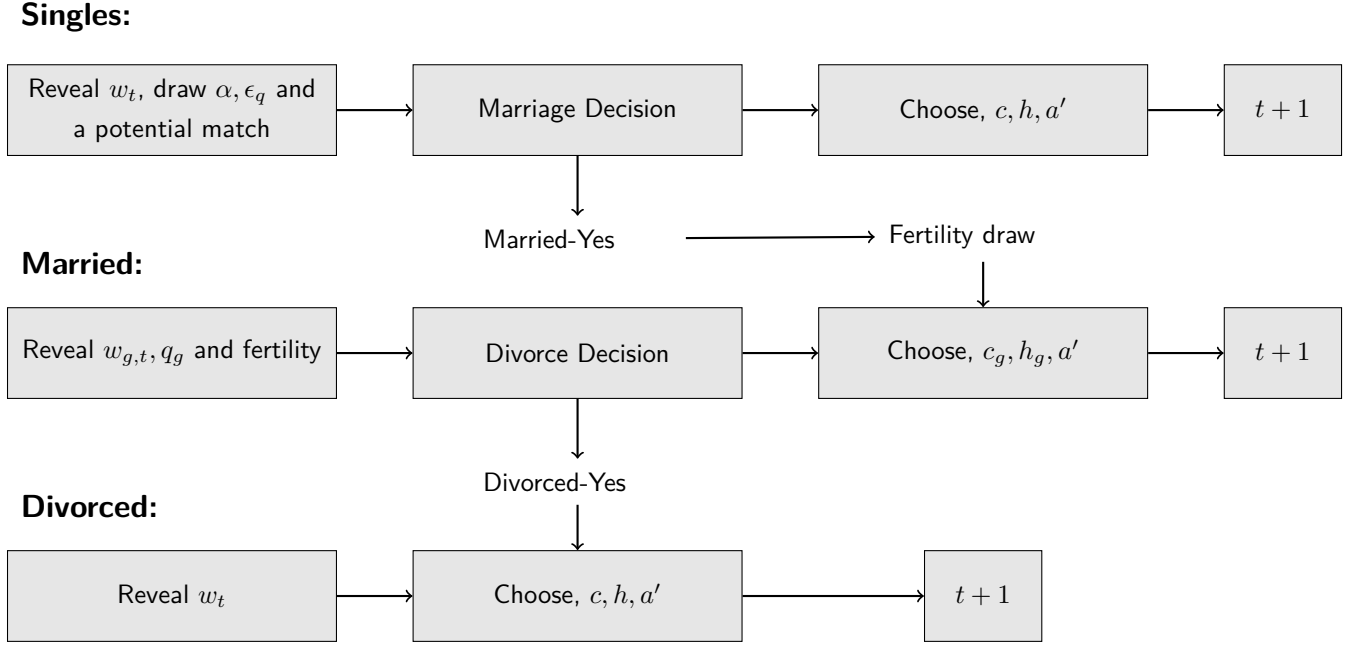 Singles:
Reveal w_t, draw α, ϵ_q and
a potential match
Marriage Decision
Choose, c, h, a′
t + 1
Married-Yes
Fertility draw
Married:
Reveal w_{g,t}, q_g and fertility
Divorce Decision
Choose, c_g, h_g, a′
t + 1
Divorced-Yes
Divorced:
Reveal w_t
Choose, c, h, a′
t + 1